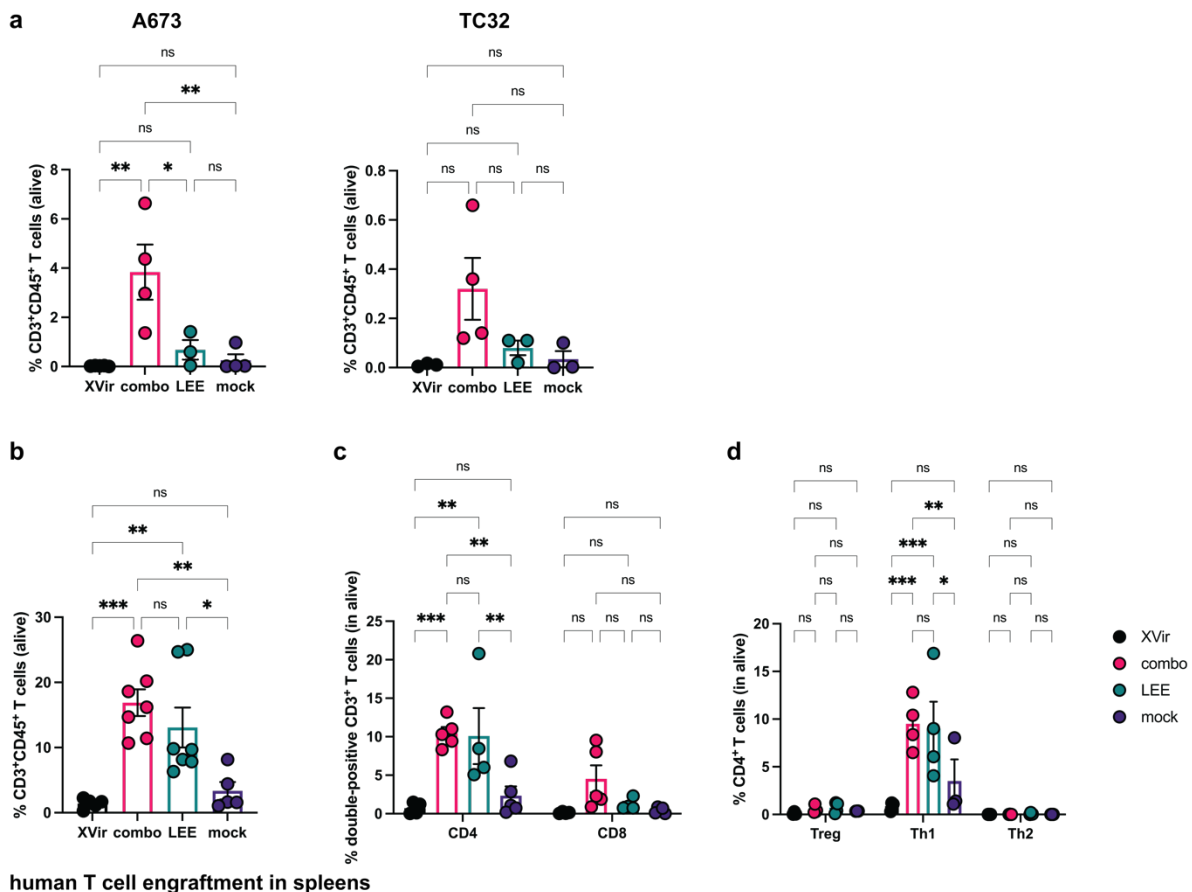 a
A673
TC32
ns
**
ns
** * ns
% CD3⁺CD45⁺ T cells (alive)
8
6
4
2
0
XVir combo LEE mock
ns
ns
ns
ns ns ns
% CD3⁺CD45⁺ T cells (alive)
0.8
0.6
0.4
0.2
0.0
XVir combo LEE mock
b
ns
**
**
*** ns *
% CD3⁺CD45⁺ T cells (alive)
30
20
10
0
XVir combo LEE mock
human T cell engraftment in spleens
c
ns
**
**
ns
*** **
ns
ns
ns
ns ns ns
% double-positive CD3⁺ T cells (in alive)
25
20
15
10
5
0
CD4 CD8
d
ns
ns
ns
ns
ns ns
ns
**
***
*** *
ns
ns
ns
ns
ns
ns ns
% CD4⁺ T cells (in alive)
20
15
10
5
0
Treg Th1 Th2
XVir
combo
LEE
mock